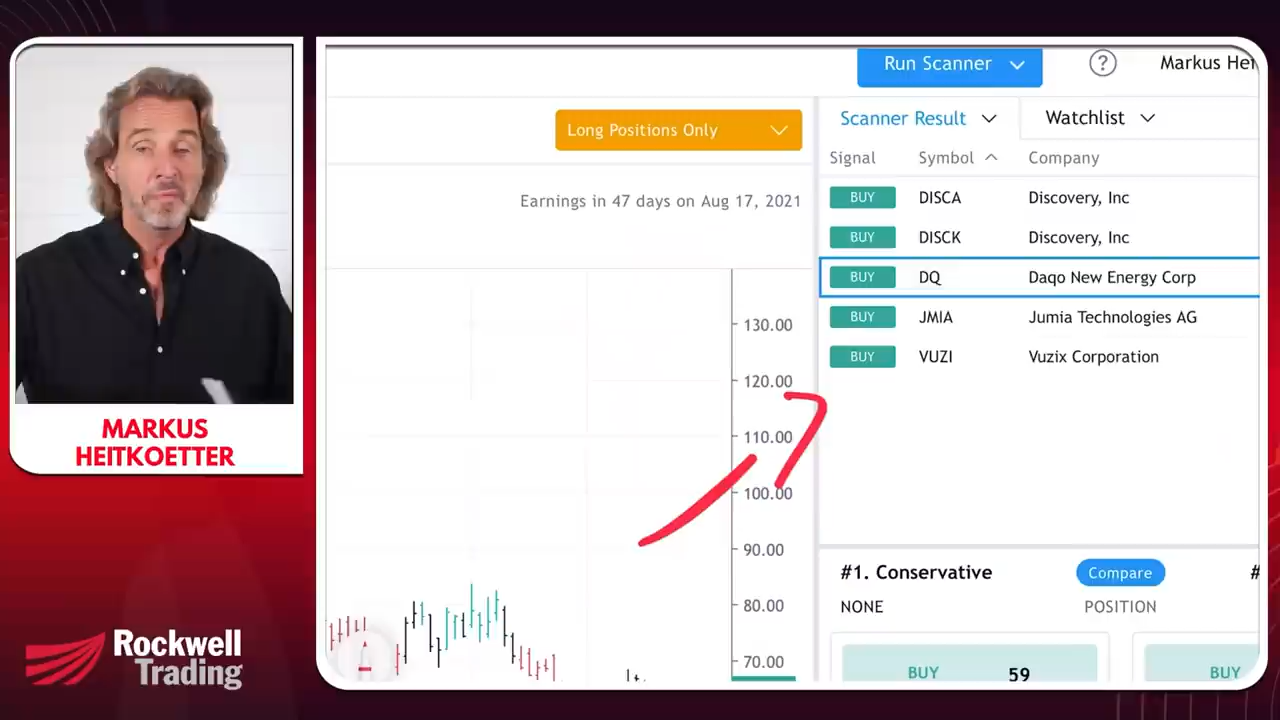 MARKUS
HEITKOETTER
Rockwell
Trading
Run Scanner
?
Markus Hei
Long Positions Only
Scanner Result
Watchlist
Signal Symbol Company
Earnings in 47 days on Aug 17, 2021
BUY DISCA Discovery, Inc
BUY DISCK Discovery, Inc
BUY DQ Daqo New Energy Corp
BUY JMIA Jumia Technologies AG
BUY VUZI Vuzix Corporation
130.00
120.00
110.00
100.00
90.00
80.00
70.00
#1. Conservative
Compare
#
NONE
POSITION
BUY 59
BUY